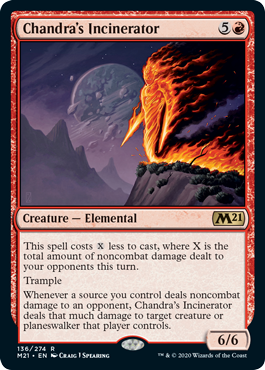 Chandra's Incinerator 5
Creature — Elemental M21
This spell costs X less to cast, where X is the
total amount of noncombat damage dealt to
your opponents this turn.
Trample
Whenever a source you control deals noncombat
damage to an opponent, Chandra's Incinerator
deals that much damage to target creature or
planeswalker that player controls.
6/6
136/274 R
M21 • EN Craig J Spearing ™ & © 2020 Wizards of the Coast